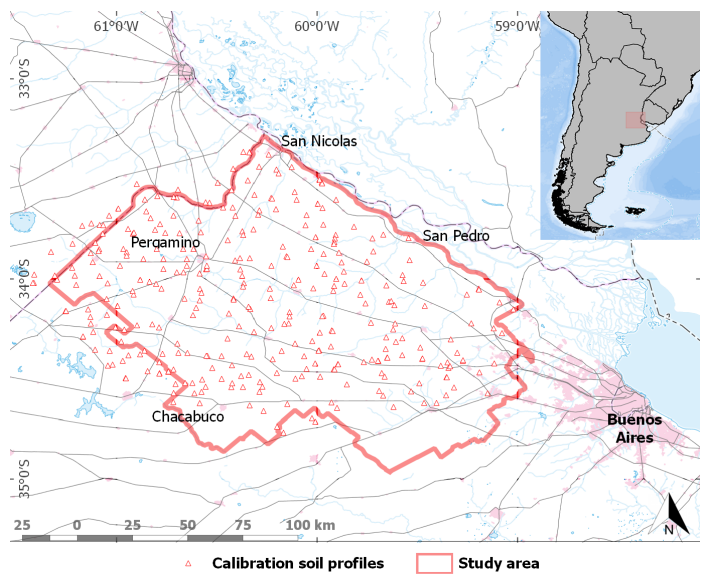 61°0'W 60°0'W 59°0'W
33°0'S
San Nicolas
San Pedro
Pergamino
34°0'S
Chacabuco
Buenos
Aires
35°0'S
25 0 25 50 75 100 km
N
Calibration soil profiles Study area